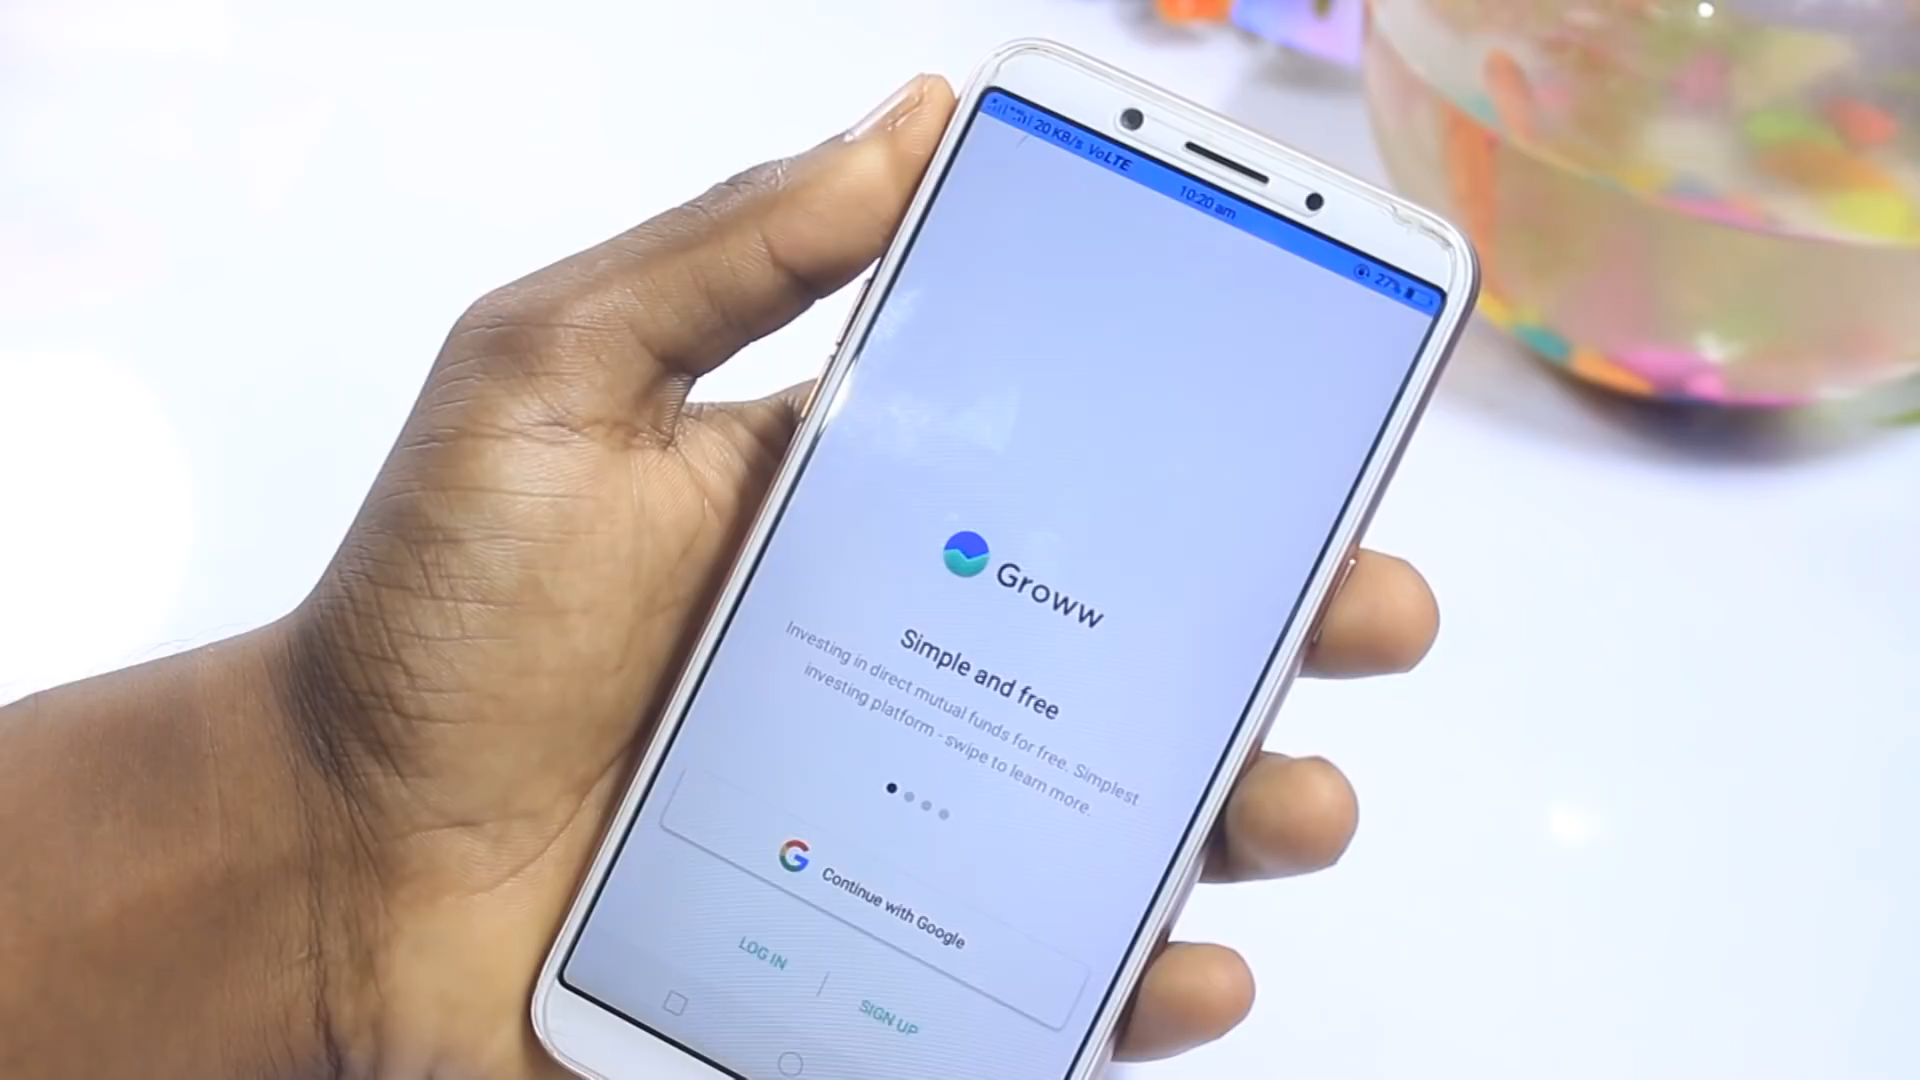 20 KB/s VoLTE
10:20 am
27%
Groww
Simple and free
Investing in direct mutual funds for free. Simplest
investing platform - swipe to learn more.
Continue with Google
LOG IN
SIGN UP